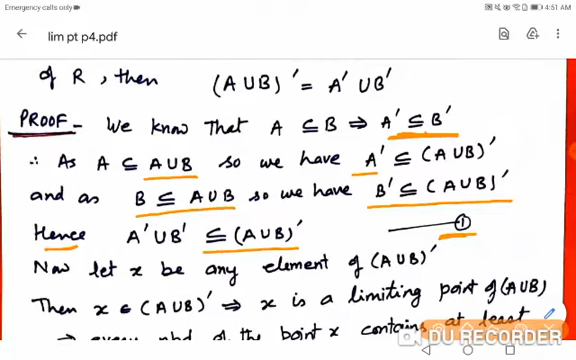 Emergency calls only
4:51 AM
lim pt p4.pdf
of R, then (A∪B)′ = A′ ∪ B′
PROOF - We know that A ⊆ B ⇒ A′ ⊆ B′
∴ As A ⊆ A∪B so we have A′ ⊆ (A∪B)′
and as B ⊆ A∪B so we have B′ ⊆ (A∪B)′
Hence A′∪B′ ⊆ (A∪B)′ ①
Now let x be any element of (A∪B)′
Then x ∈ (A∪B)′ ⇒ x is a limiting point of (A∪B)
⇒ every nbd of the point x contains at least
DU RECORDER